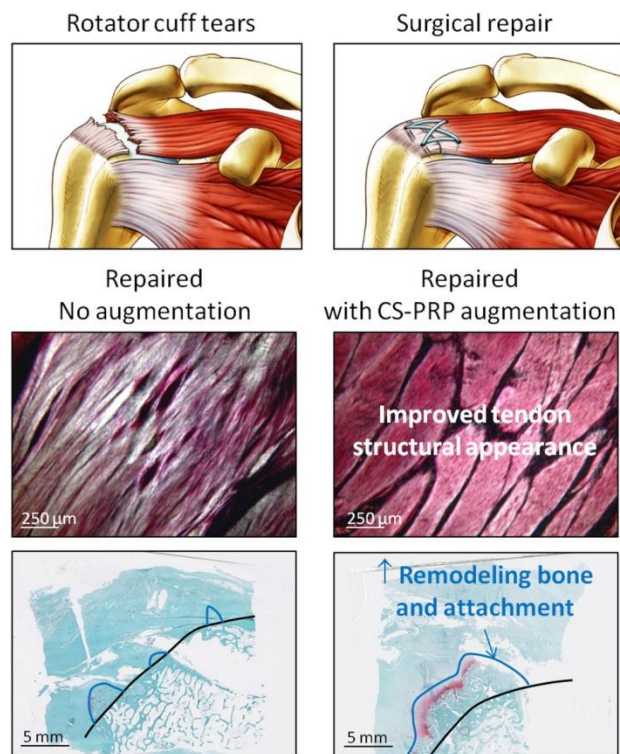 Rotator cuff tears
Surgical repair
Repaired
No augmentation
Repaired
with CS-PRP augmentation
250 µm
Improved tendon
structural appearance
250 µm
5 mm
↑ Remodeling bone
and attachment
5 mm